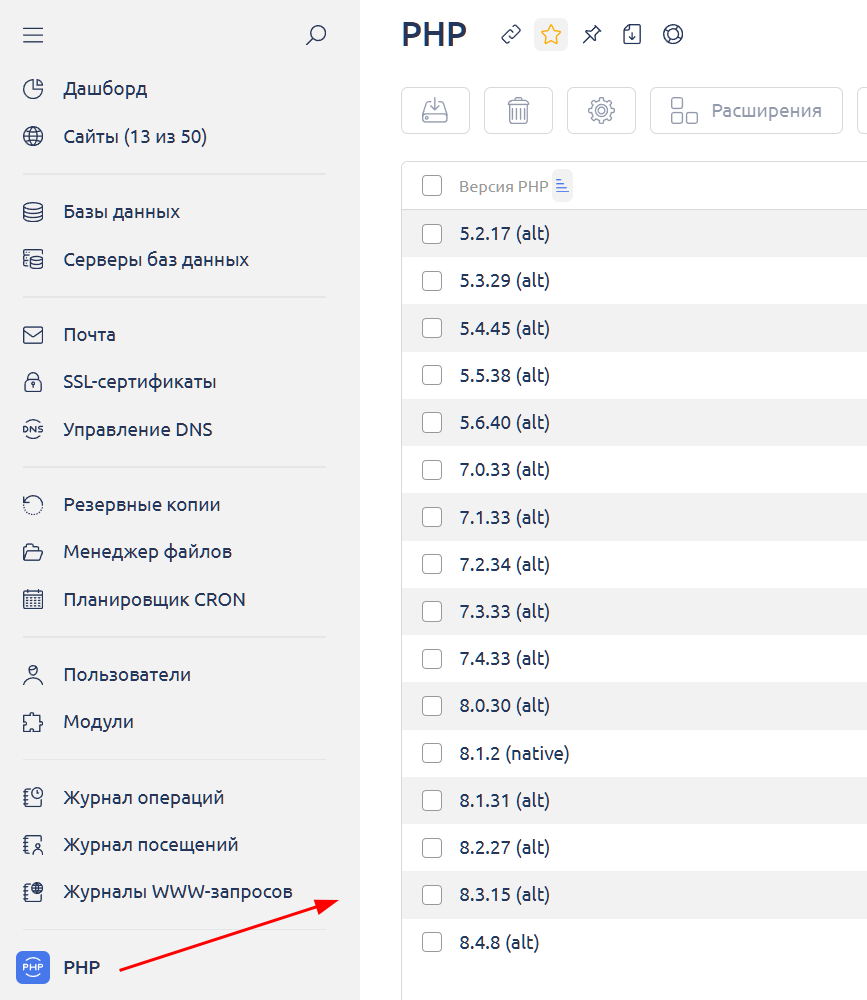 Дашборд
Сайты (13 из 50)
Базы данных
Серверы баз данных
Почта
SSL-сертификаты
DNS
Управление DNS
Резервные копии
Менеджер файлов
Планировщик CRON
Пользователи
Модули
Журнал операций
Журнал посещений
Журналы WWW-запросов
PHP
PHP
PHP
Расширения
Версия PHP
5.2.17 (alt)
5.3.29 (alt)
5.4.45 (alt)
5.5.38 (alt)
5.6.40 (alt)
7.0.33 (alt)
7.1.33 (alt)
7.2.34 (alt)
7.3.33 (alt)
7.4.33 (alt)
8.0.30 (alt)
8.1.2 (native)
8.1.31 (alt)
8.2.27 (alt)
8.3.15 (alt)
8.4.8 (alt)